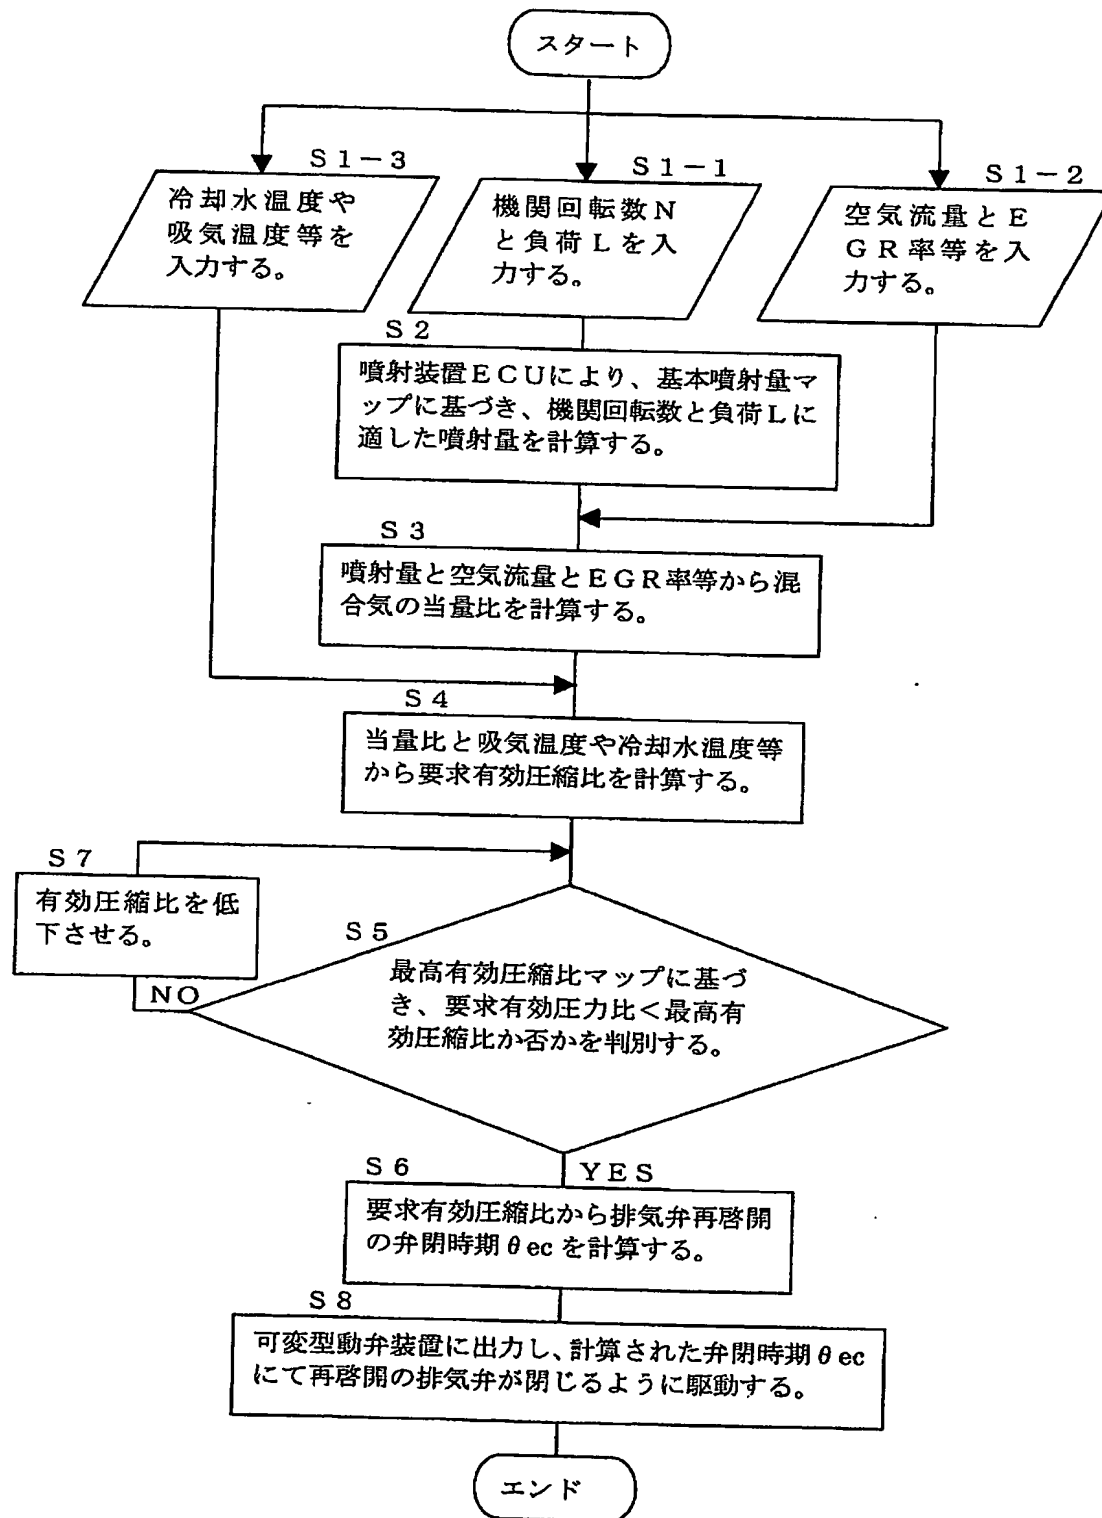 スタート
S1-3
冷却水温度や
吸気温度等を
入力する。
S1-1
機関回転数N
と負荷Lを入
力する。
S1-2
空気流量とE
GR率等を入
力する。
S2
噴射装置ECUにより、基本噴射量マ
ップに基づき、機関回転数と負荷Lに
適した噴射量を計算する。
S3
噴射量と空気流量とEGR率等から混
合気の当量比を計算する。
S4
当量比と吸気温度や冷却水温度等
から要求有効圧縮比を計算する。
S7
有効圧縮比を低
下させる。
NO
S5
最高有効圧縮比マップに基づ
き、要求有効圧力比<最高有
効圧縮比か否かを判別する。
YES
S6
要求有効圧縮比から排気弁再啓開
の弁閉時期θecを計算する。
S8
可変型動弁装置に出力し、計算された弁閉時期θec
にて再啓開の排気弁が閉じるように駆動する。
エンド